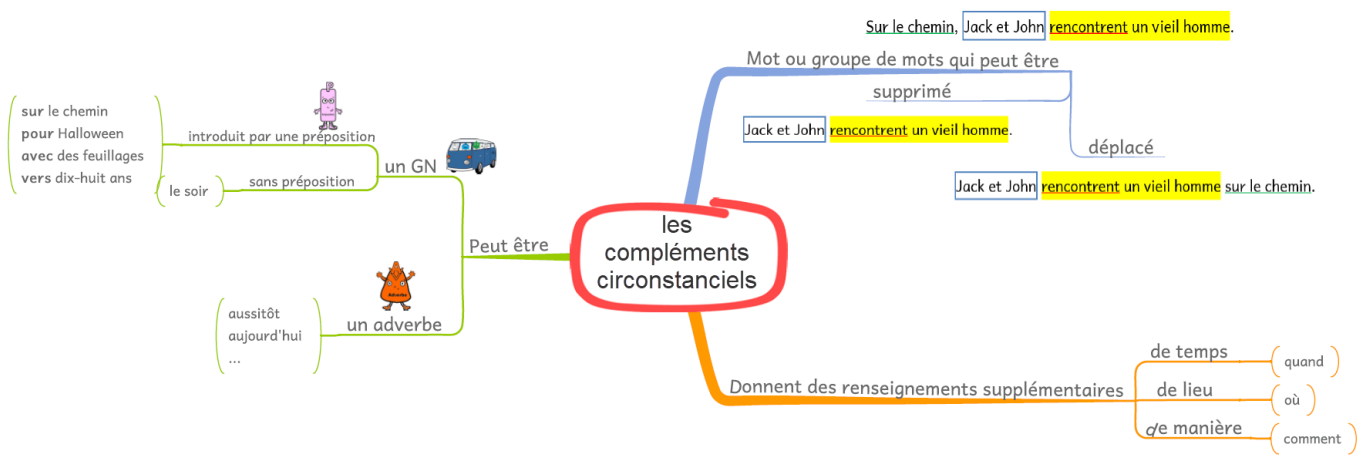 Sur le chemin, Jack et John rencontrent un vieil homme.
Mot ou groupe de mots qui peut être
supprimé
Jack et John rencontrent un vieil homme.
déplacé
Jack et John rencontrent un vieil homme sur le chemin.
les
compléments
circonstanciels
Peut être
un GN
introduit par une préposition
sur le chemin
pour Halloween
avec des feuillages
vers dix-huit ans
sans préposition
le soir
un adverbe
aussitôt
aujourd'hui
...
Donnent des renseignements supplémentaires
de temps
quand
de lieu
où
de manière
comment